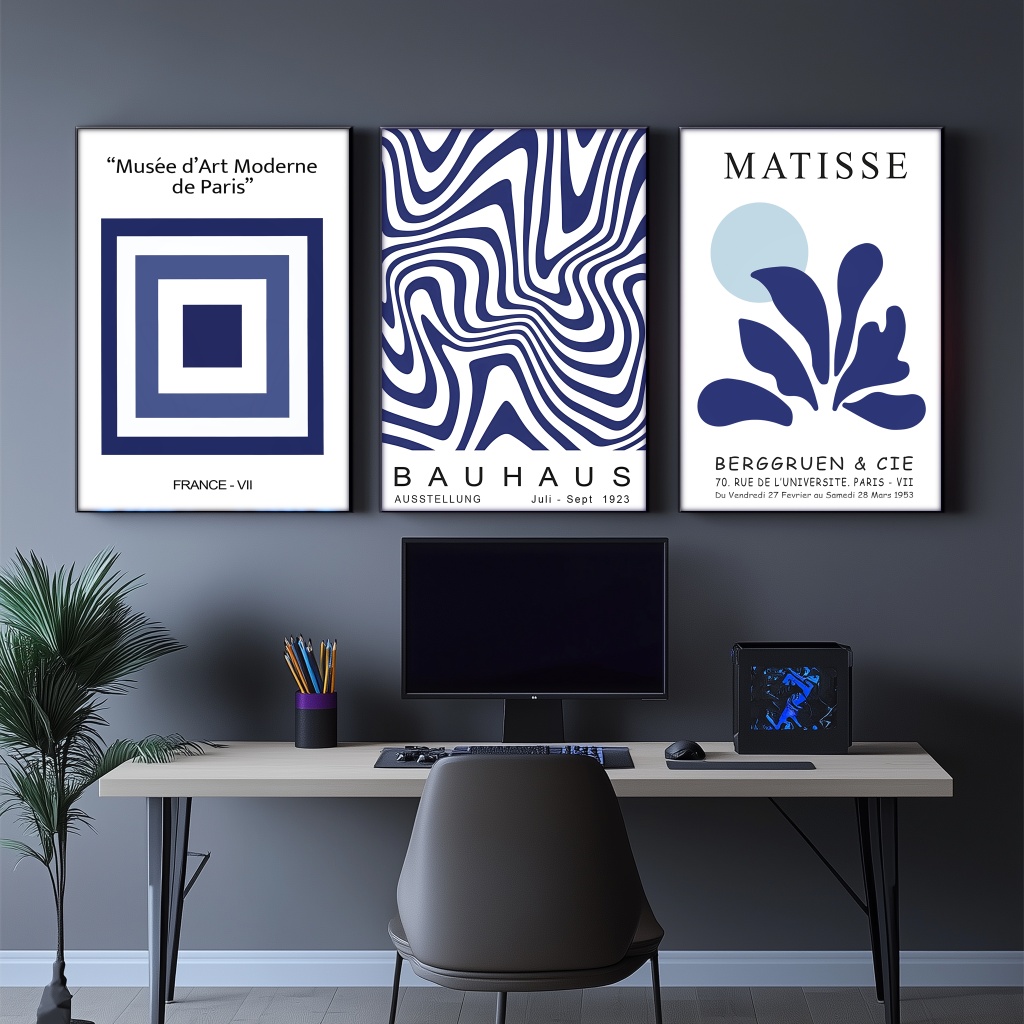 “Musée d’Art Moderne
de Paris”
FRANCE - VII
BAUHAUS
AUSSTELLUNG Juli - Sept 1923
MATISSE
BERGGRUEN & CIE
70. RUE DE L'UNIVERSITE. PARIS - VII
Du Vendredi 27 Fevrier au Samedi 28 Mars 1953